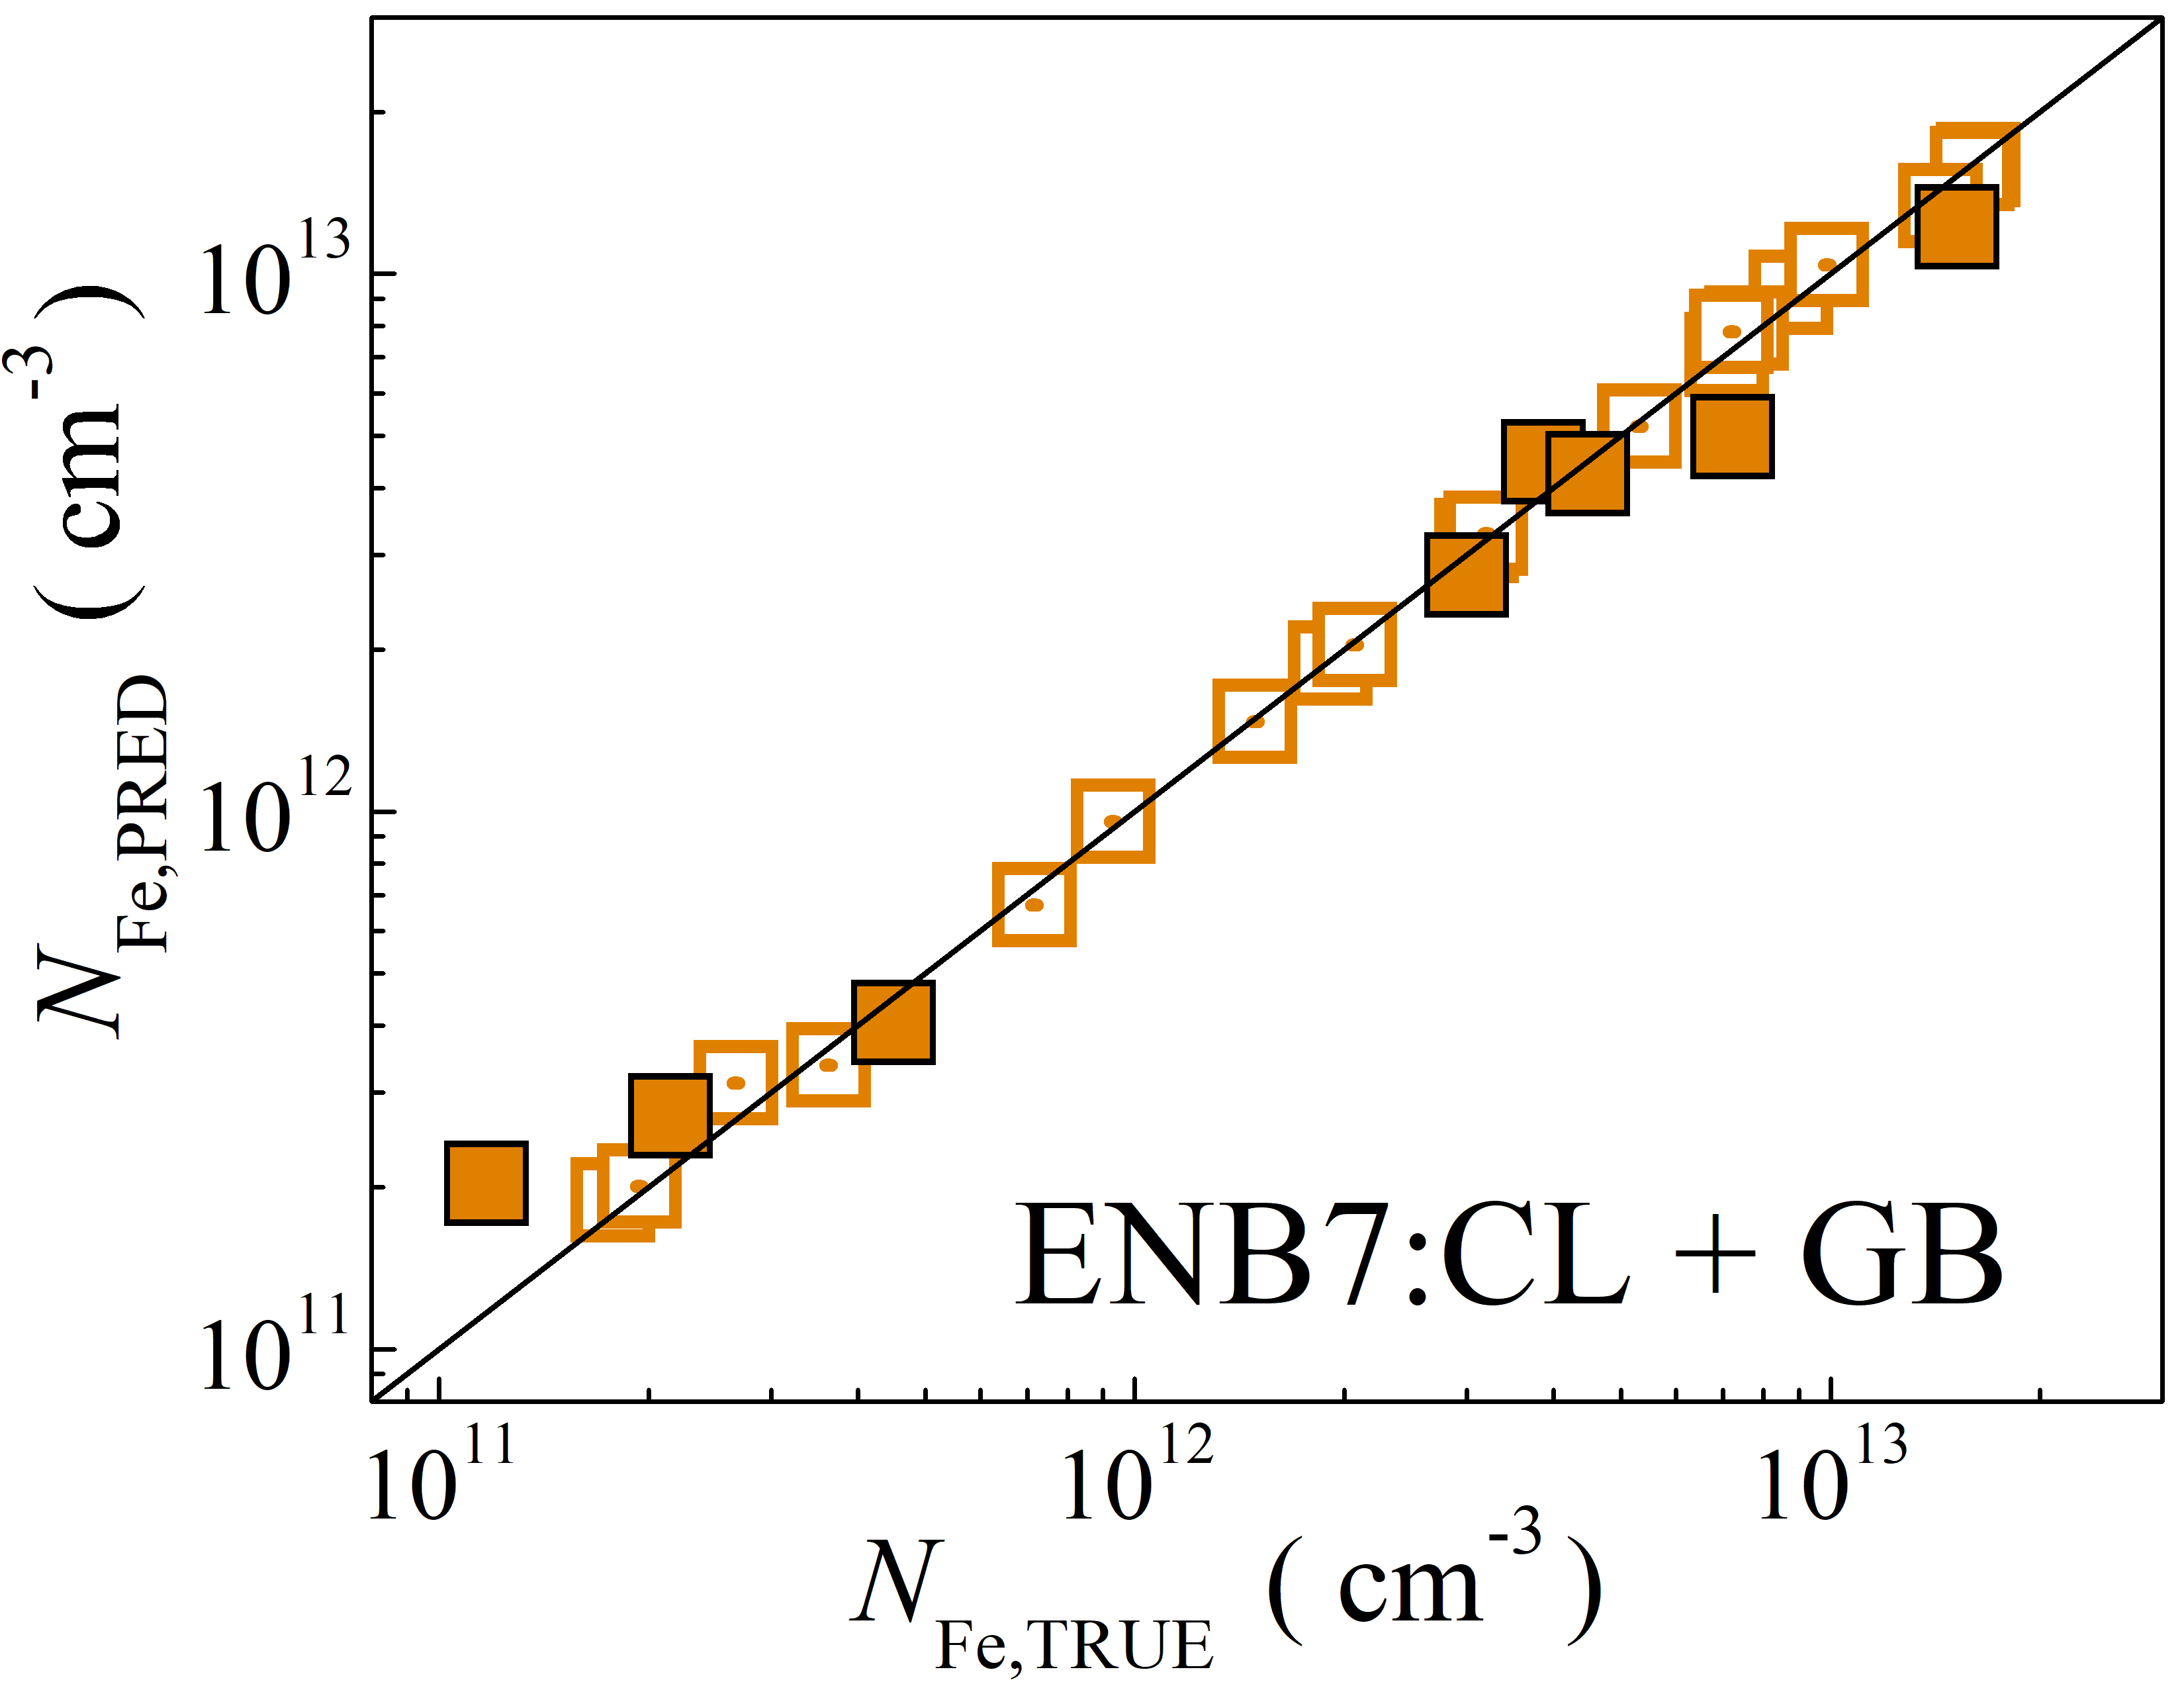 N_Fe,PRED ( cm^-3 )
10^13
10^12
10^11
ENB7:CL + GB
10^11 10^12 10^13
N_Fe,TRUE ( cm^-3 )